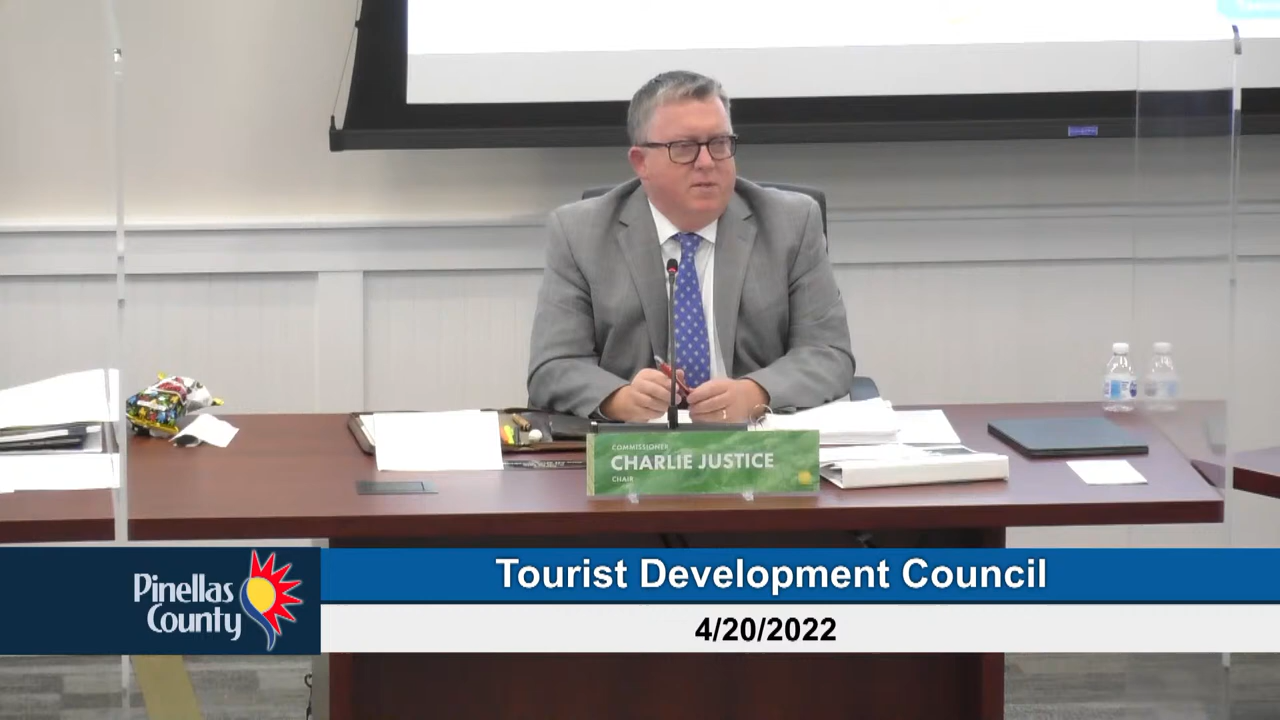 COMMISSIONER
CHARLIE JUSTICE
CHAIR
Pinellas
County
Tourist Development Council
4/20/2022